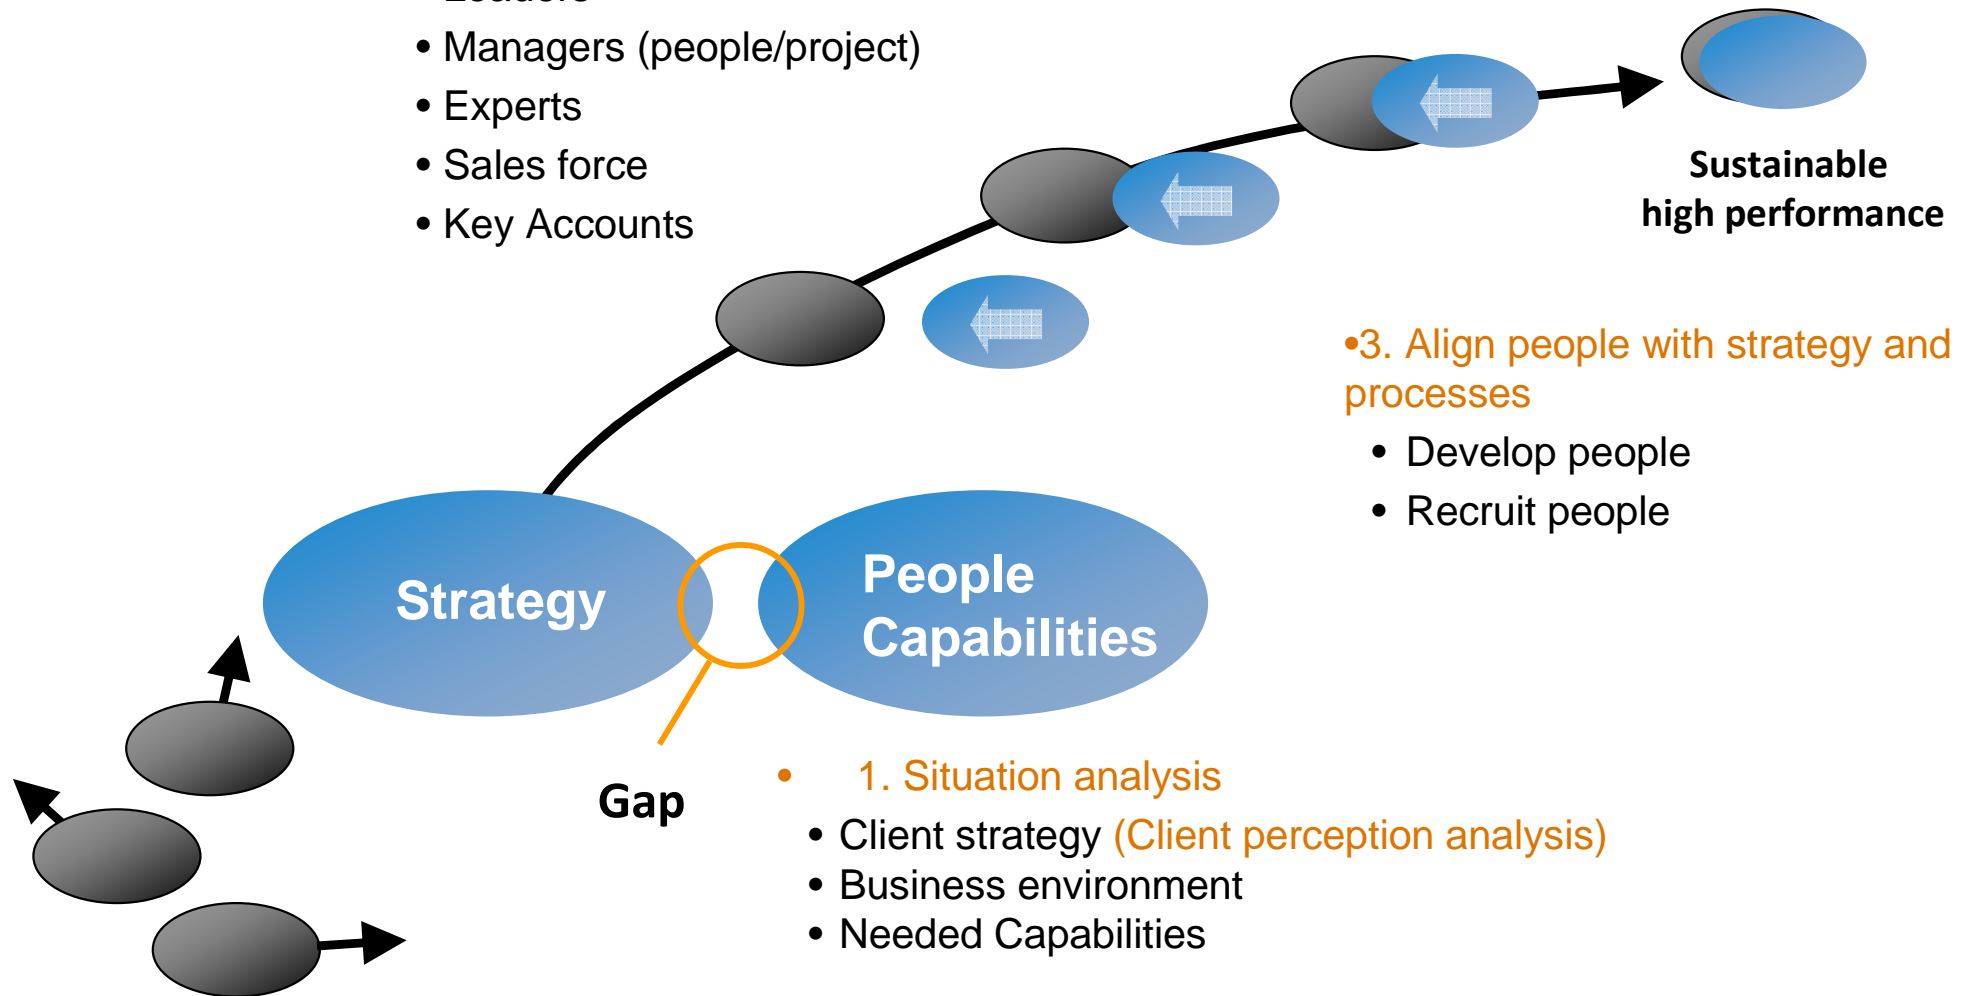 • Managers (people/project)
• Experts
• Sales force
• Key Accounts
Sustainable
high performance
•3. Align people with strategy and
processes
• Develop people
• Recruit people
Strategy
People
Capabilities
Gap
• 1. Situation analysis
• Client strategy (Client perception analysis)
• Business environment
• Needed Capabilities